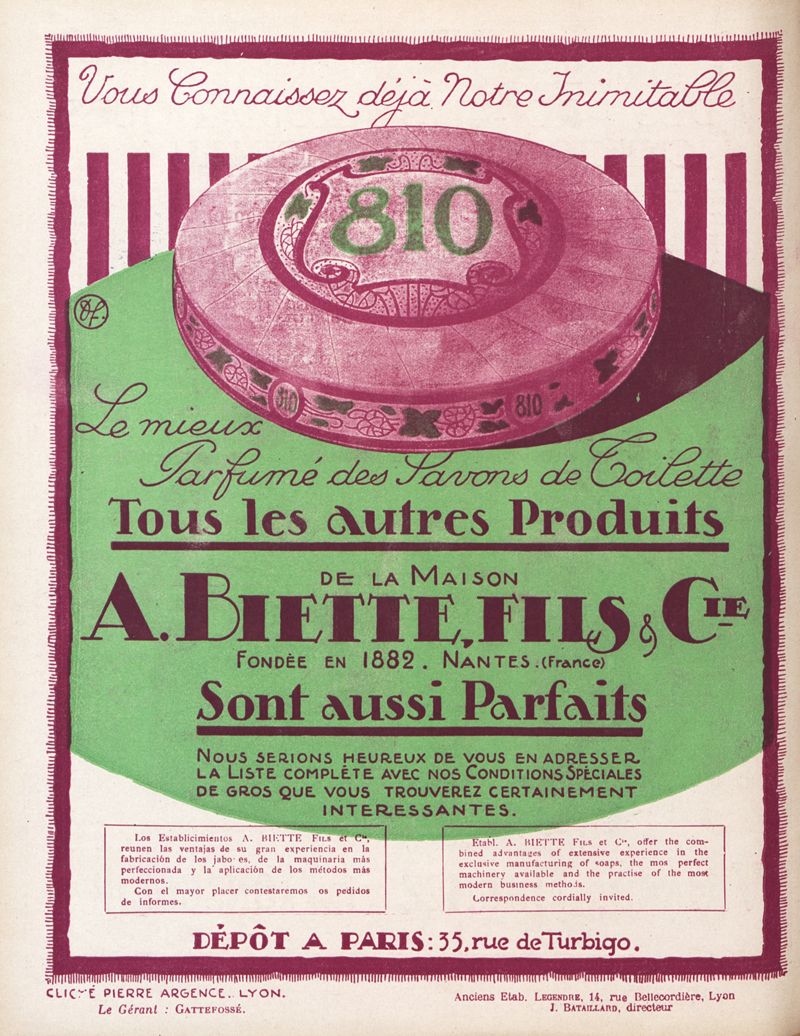 Vous Connaissez déjà Notre Inimitable
810
810
810
Le mieux
Parfumé des Savons de Toilette
Tous les autres Produits
DE LA MAISON
A. BIETTE, FILS & CIE
FONDÉE EN 1882. NANTES.(France)
Sont aussi Parfaits
NOUS SERIONS HEUREUX DE VOUS EN ADRESSER
LA LISTE COMPLÈTE AVEC NOS CONDITIONS SPÉCIALES
DE GROS QUE VOUS TROUVEREZ CERTAINEMENT
INTERESSANTES.
Los Establicimientos A. BIETTE FILS et Cie,
reunen las ventajas de su gran experiencia en la
fabricación de los jabo es, de la maquinaria más
perfeccionada y la aplicación de los métodos más
modernos.
Con el mayor placer contestaremos os pedidos
de informes.
Etabl. A. BIETTE FILS et Cie, offer the com-
bined advantages of extensive experience in the
exclusive manufacturing of soaps, the mos perfect
machinery available and the practise of the most
modern business methods.
Correspondence cordially invited.
DÉPÔT A PARIS: 35, rue de Turbigo.
CLICHÉ PIERRE ARGENCE. LYON.
Le Gérant : GATTEFOSSÉ.
Anciens Etab. LEGENDRE, 14, rue Bellecordière, Lyon
J. BATAILLARD, directeur